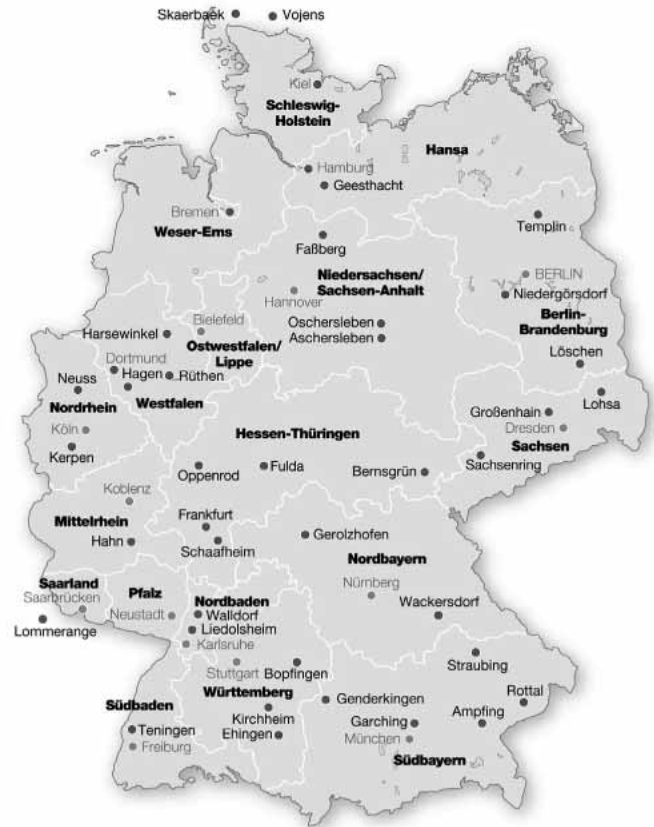 Skaerbaek
Vojens
Kiel
Schleswig-
Holstein
Hansa
Hamburg
Geesthacht
Bremen
Weser-Ems
Templin
Faßberg
Niedersachsen/
Sachsen-Anhalt
BERLIN
Hannover
Niedergörsdorf
Berlin-
Brandenburg
Bielefeld
Oschersleben
Harsewinkel
Aschersleben
Ostwestfalen/
Lippe
Dortmund
Löschen
Hagen
Rüthen
Neuss
Lohsa
Westfalen
Nordrhein
Großenhain
Köln
Dresden
Hessen-Thüringen
Sachsen
Kerpen
Sachsenring
Oppenrod
Fulda
Bernsgrün
Koblenz
Mittelrhein
Frankfurt
Gerolzhofen
Hahn
Schaafheim
Nordbayern
Saarland
Pfalz
Nürnberg
Saarbrücken
Nordbaden
Neustadt
Walldorf
Wackersdorf
Lommerange
Liedolsheim
Karlsruhe
Straubing
Stuttgart
Bopfingen
Württemberg
Rottal
Südbaden
Genderkingen
Kirchheim
Garching
Ampfing
Teningen
Ehingen
München
Freiburg
Südbayern